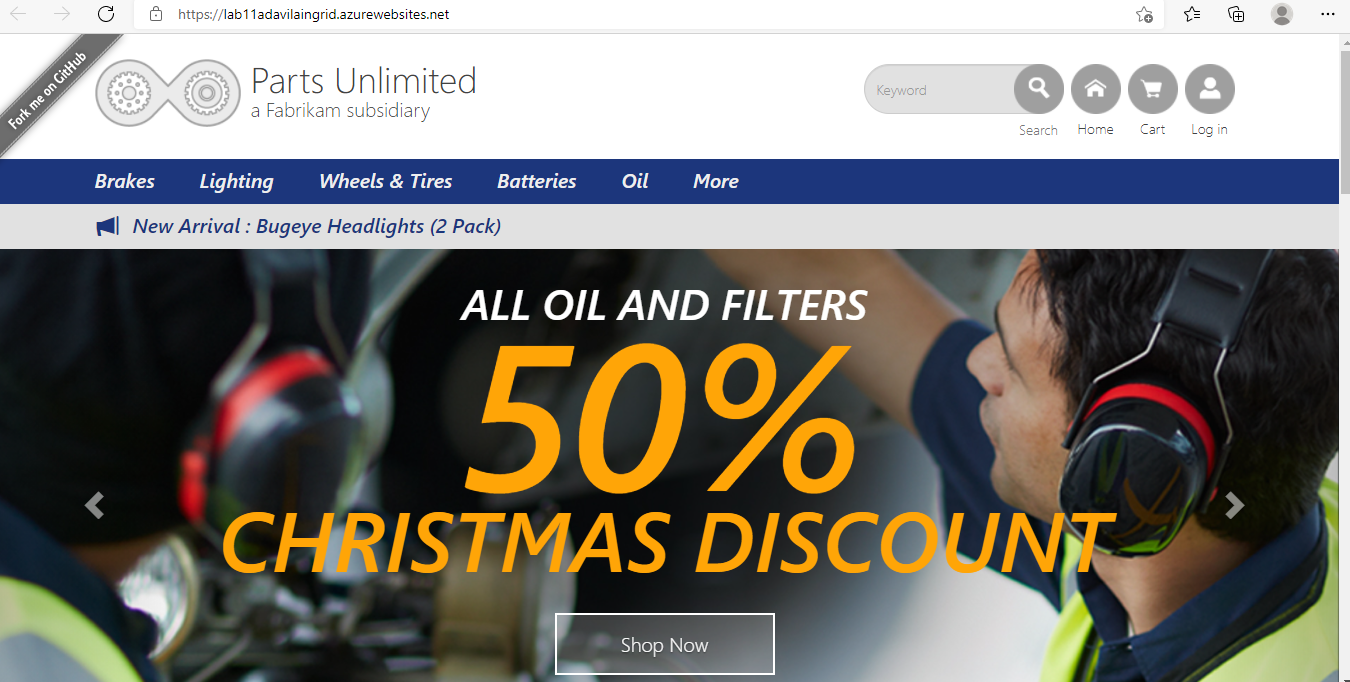 https://lab11adavilaingrid.azurewebsites.net
Fork me on GitHub
Parts Unlimited
a Fabrikam subsidiary
Keyword
Search
Home
Cart
Log in
Brakes
Lighting
Wheels & Tires
Batteries
Oil
More
New Arrival : Bugeye Headlights (2 Pack)
ALL OIL AND FILTERS
50%
CHRISTMAS DISCOUNT
Shop Now